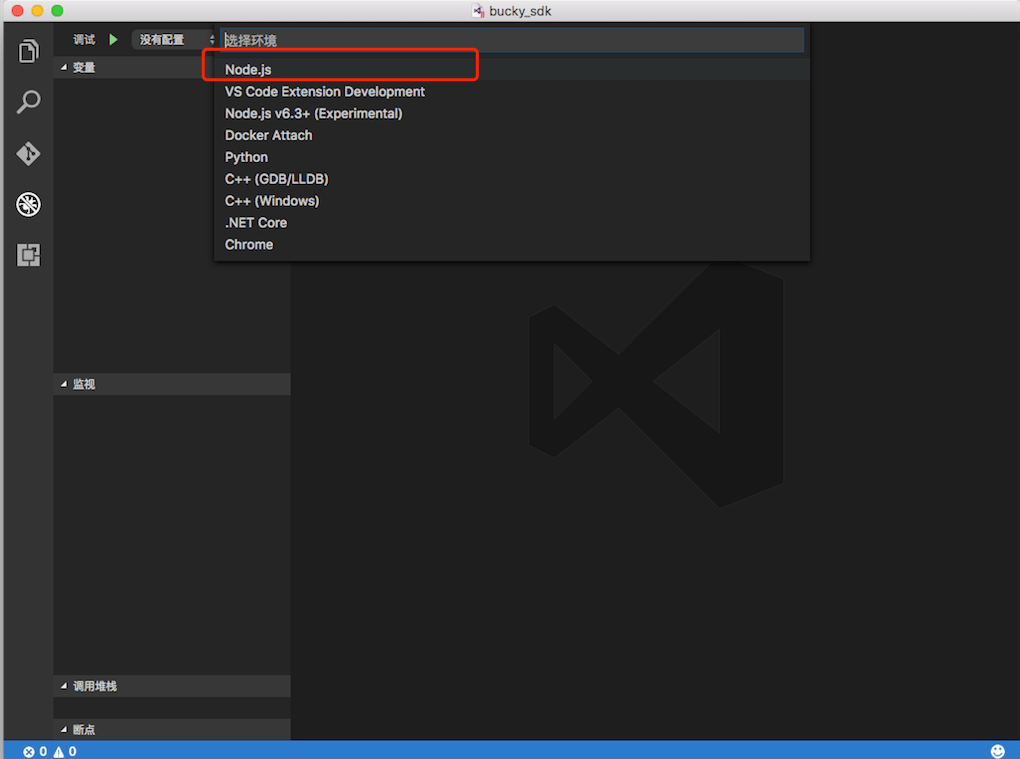 bucky_sdk
调试 没有配置 选择环境
变量
Node.js
VS Code Extension Development
Node.js v6.3+ (Experimental)
Docker Attach
Python
C++ (GDB/LLDB)
C++ (Windows)
.NET Core
Chrome
监视
调用堆栈
断点
0 0